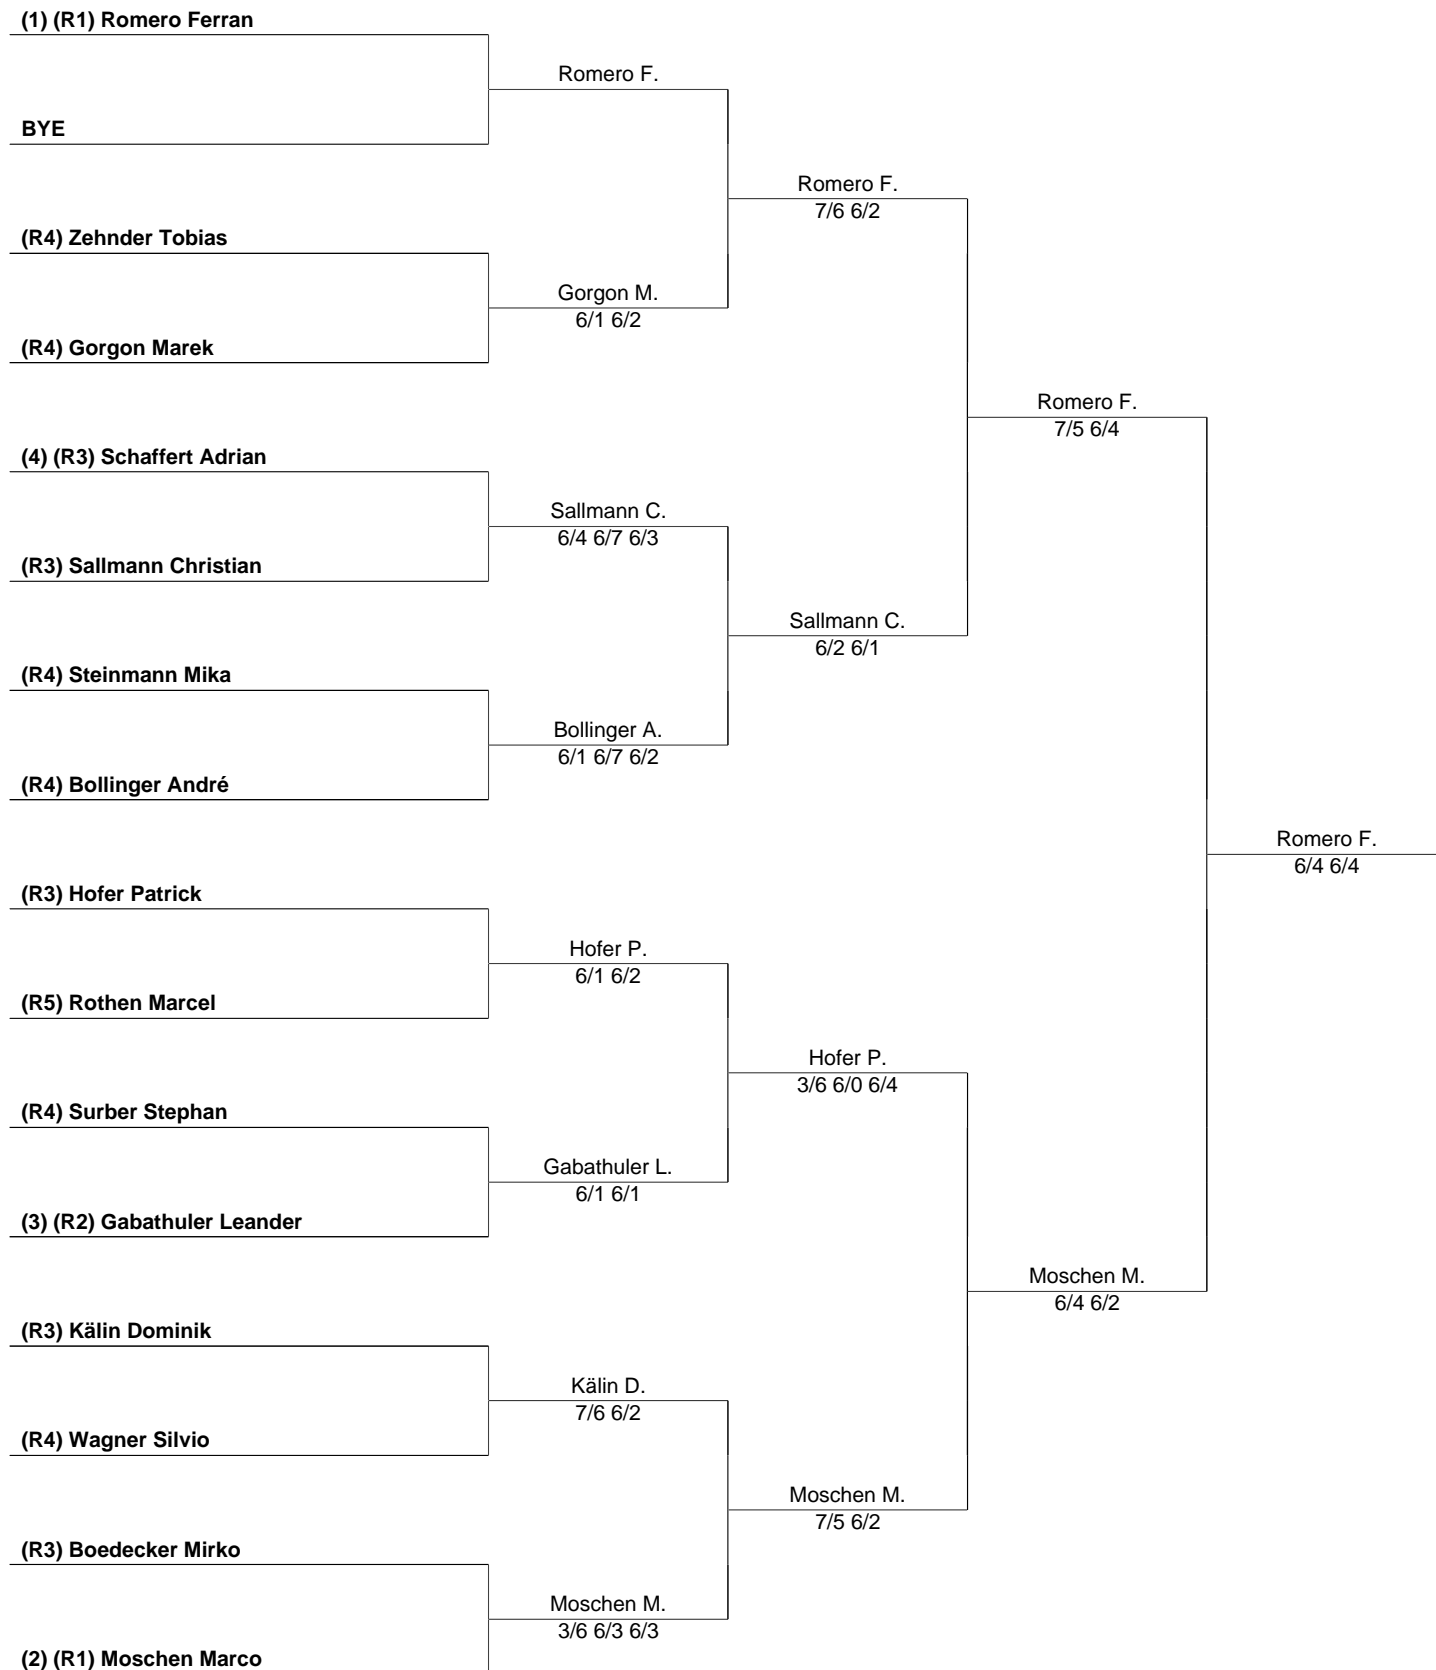 (1) (R1) Romero Ferran
Romero F.
BYE
Romero F.
7/6 6/2
(R4) Zehnder Tobias
Gorgon M.
6/1 6/2
(R4) Gorgon Marek
Romero F.
7/5 6/4
(4) (R3) Schaffert Adrian
Sallmann C.
6/4 6/7 6/3
(R3) Sallmann Christian
Sallmann C.
6/2 6/1
(R4) Steinmann Mika
Bollinger A.
6/1 6/7 6/2
(R4) Bollinger André
Romero F.
6/4 6/4
(R3) Hofer Patrick
Hofer P.
6/1 6/2
(R5) Rothen Marcel
Hofer P.
3/6 6/0 6/4
(R4) Surber Stephan
Gabathuler L.
6/1 6/1
(3) (R2) Gabathuler Leander
Moschen M.
6/4 6/2
(R3) Kälin Dominik
Kälin D.
7/6 6/2
(R4) Wagner Silvio
Moschen M.
7/5 6/2
(R3) Boedecker Mirko
Moschen M.
3/6 6/3 6/3
(2) (R1) Moschen Marco